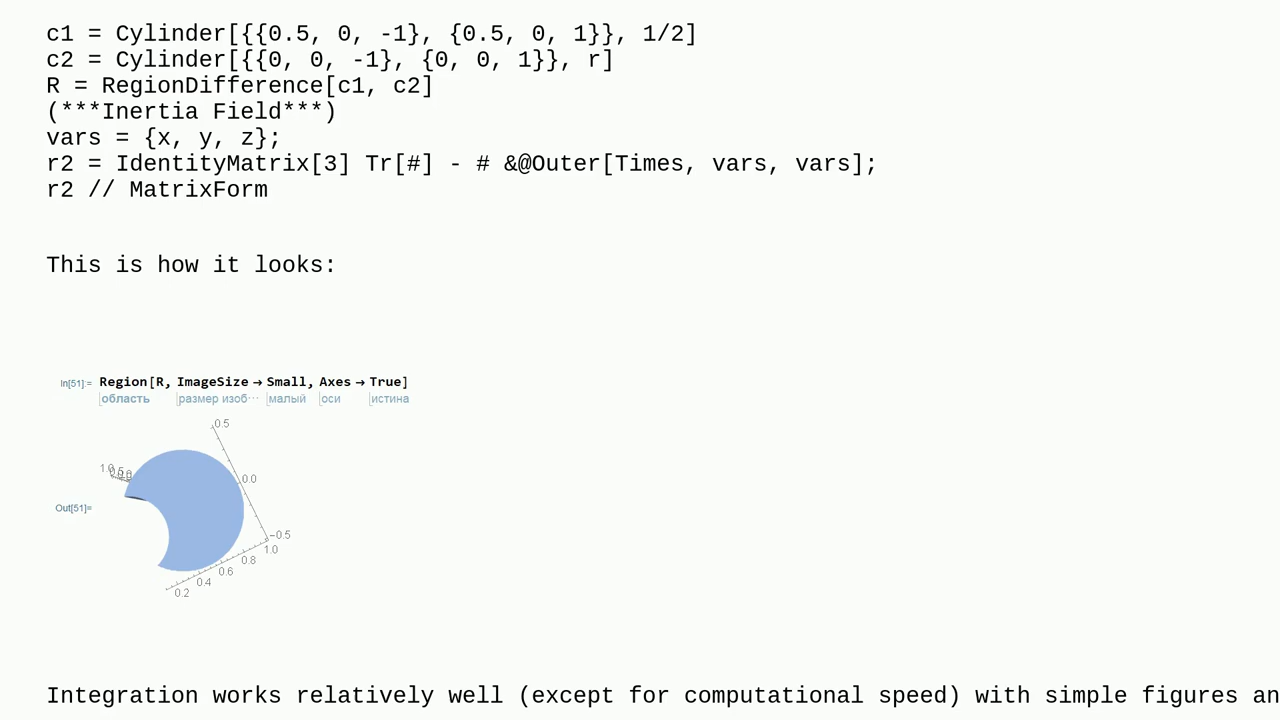 c1 = Cylinder[{{0.5, 0, -1}, {0.5, 0, 1}}, 1/2]
c2 = Cylinder[{{0, 0, -1}, {0, 0, 1}}, r]
R = RegionDifference[c1, c2]
(***Inertia Field***)
vars = {x, y, z};
r2 = IdentityMatrix[3] Tr[#] - # &@Outer[Times, vars, vars];
r2 // MatrixForm
This is how it looks:
In[51]:= Region[R, ImageSize → Small, Axes → True]
область размер изоб··· малый оси истина
0.5
1.0
0.0
Out[51]=
-0.5
1.0
0.8
0.6
0.4
0.2
Integration works relatively well (except for computational speed) with simple figures an